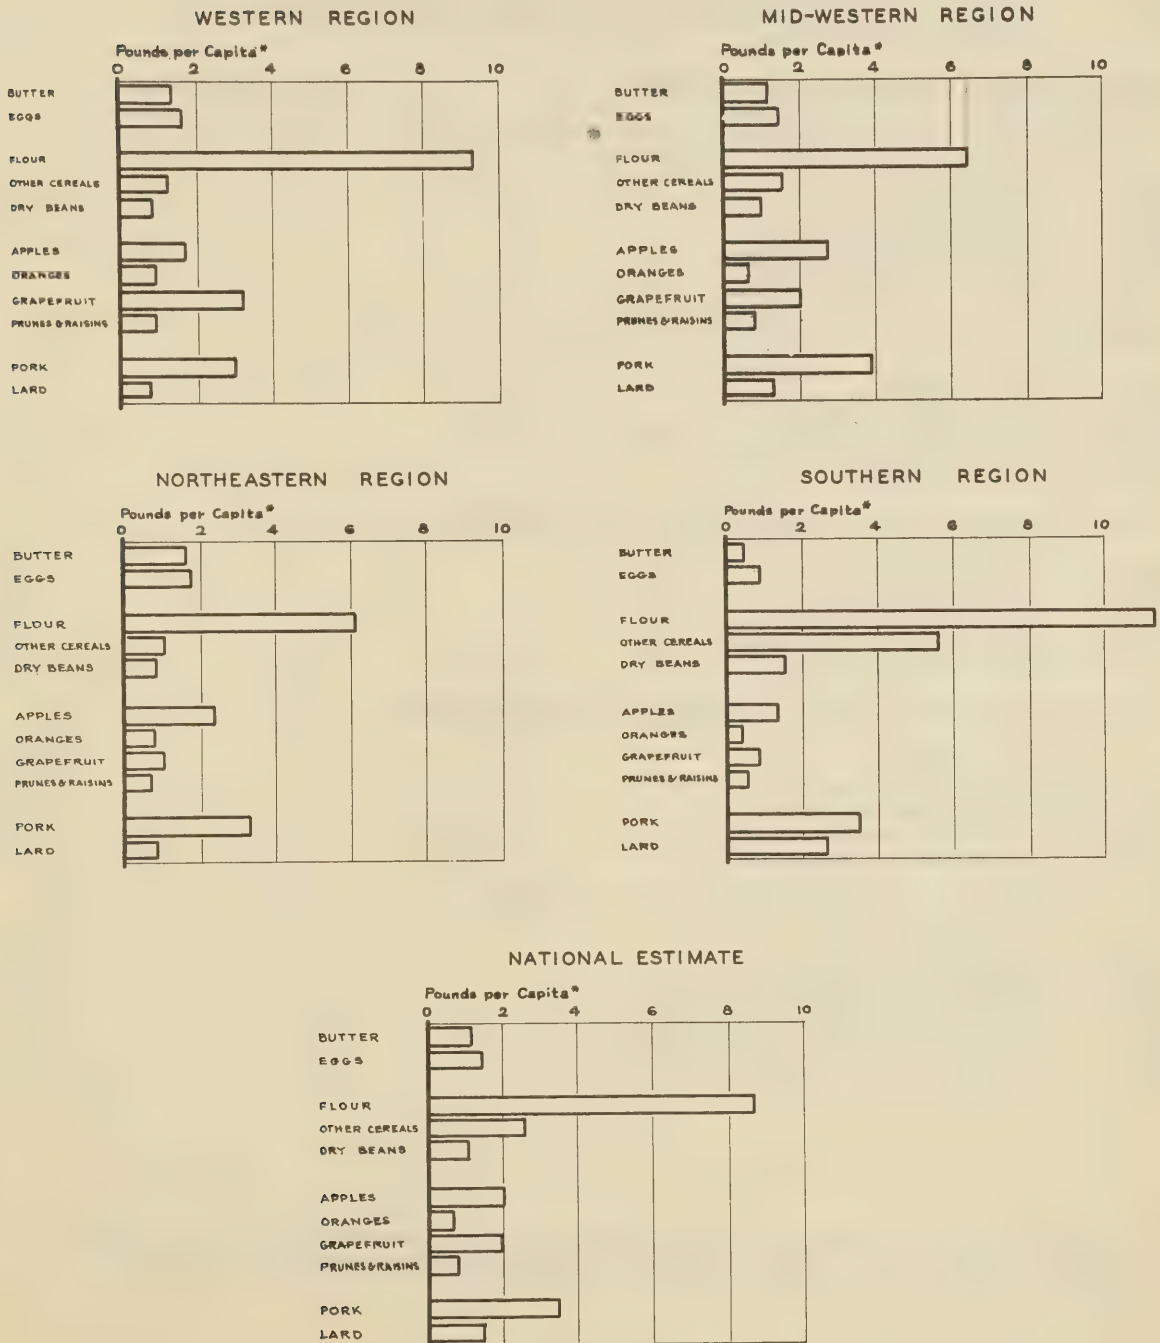 WESTERN REGION
Pounds per Capita*
0 2 4 6 8 10
BUTTER
EGGS
FLOUR
OTHER CEREALS
DRY BEANS
APPLES
ORANGES
GRAPEFRUIT
PRUNES & RAISINS
PORK
LARD
MID-WESTERN REGION
Pounds per Capita*
0 2 4 6 8 10
BUTTER
EGGS
FLOUR
OTHER CEREALS
DRY BEANS
APPLES
ORANGES
GRAPEFRUIT
PRUNES & RAISINS
PORK
LARD
NORTHEASTERN REGION
Pounds per Capita*
0 2 4 6 8 10
BUTTER
EGGS
FLOUR
OTHER CEREALS
DRY BEANS
APPLES
ORANGES
GRAPEFRUIT
PRUNES & RAISINS
PORK
LARD
SOUTHERN REGION
Pounds per Capita*
0 2 4 6 8 10
BUTTER
EGGS
FLOUR
OTHER CEREALS
DRY BEANS
APPLES
ORANGES
GRAPEFRUIT
PRUNES & RAISINS
PORK
LARD
NATIONAL ESTIMATE
Pounds per Capita*
0 2 4 6 8 10
BUTTER
EGGS
FLOUR
OTHER CEREALS
DRY BEANS
APPLES
ORANGES
GRAPEFRUIT
PRUNES & RAISINS
PORK
LARD